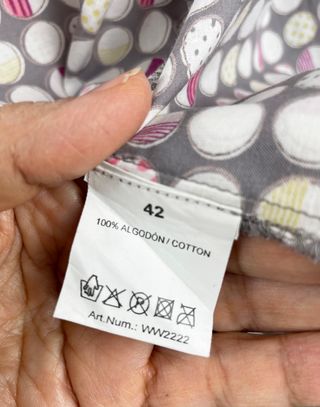 42
100% ALGODÓN / COTTON
Art.Num.: WW2222